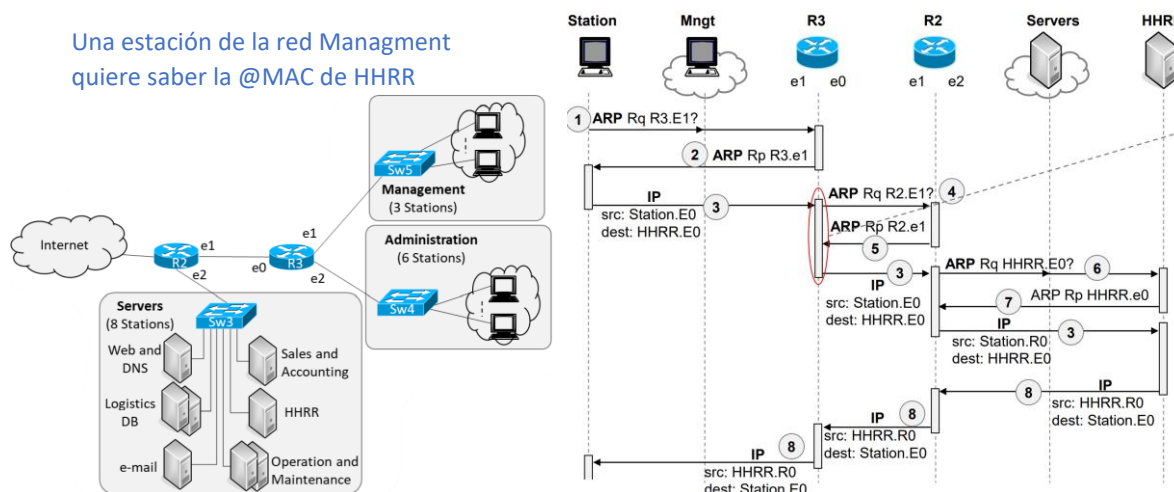 Una estación de la red Managment
quiere saber la @MAC de HHRR
Internet
R2
e1
e2
e0
R3
e1
e2
Sw5
Management
(3 Stations)
Administration
(6 Stations)
Sw4
Servers
(8 Stations)
Sw3
Web and
DNS
Sales and
Accounting
Logistics
DB
HHRR
e-mail
Operation and
Maintenance
Station
Mngt
R3
R2
Servers
HHR
e1 e0
e1 e2
1 ARP Rq R3.E1?
2 ARP Rp R3.e1
IP 3
src: Station.E0
dest: HHRR.E0
ARP Rq R2.E1? 4
ARP Rp R2.e1
5
3
IP
src: Station.E0
dest: HHRR.E0
ARP Rq HHRR.E0? 6
7 ARP Rp HHRR.e0
IP 3
src: Station.R0
dest: HHRR.E0
8 IP
src: HHRR.R0
dest: Station.E0
IP 8
src: HHRR.R0
dest: Station.E0
IP 8
src: HHRR.R0
dest: Station.E0